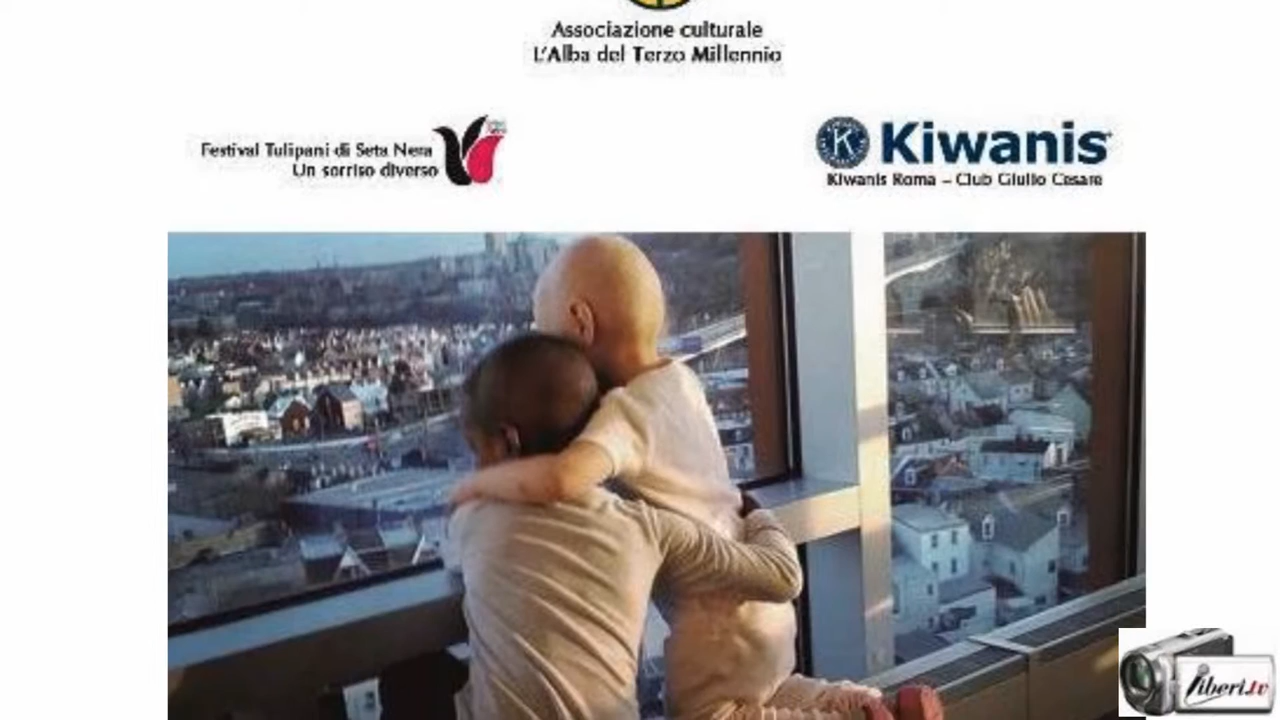 Associazione culturale
L'Alba del Terzo Millennio
Festival Tulipani di Seta Nera
Un sorriso diverso
K
Kiwanis
Kiwanis Roma – Club Giulio Cesare
liberi.tv